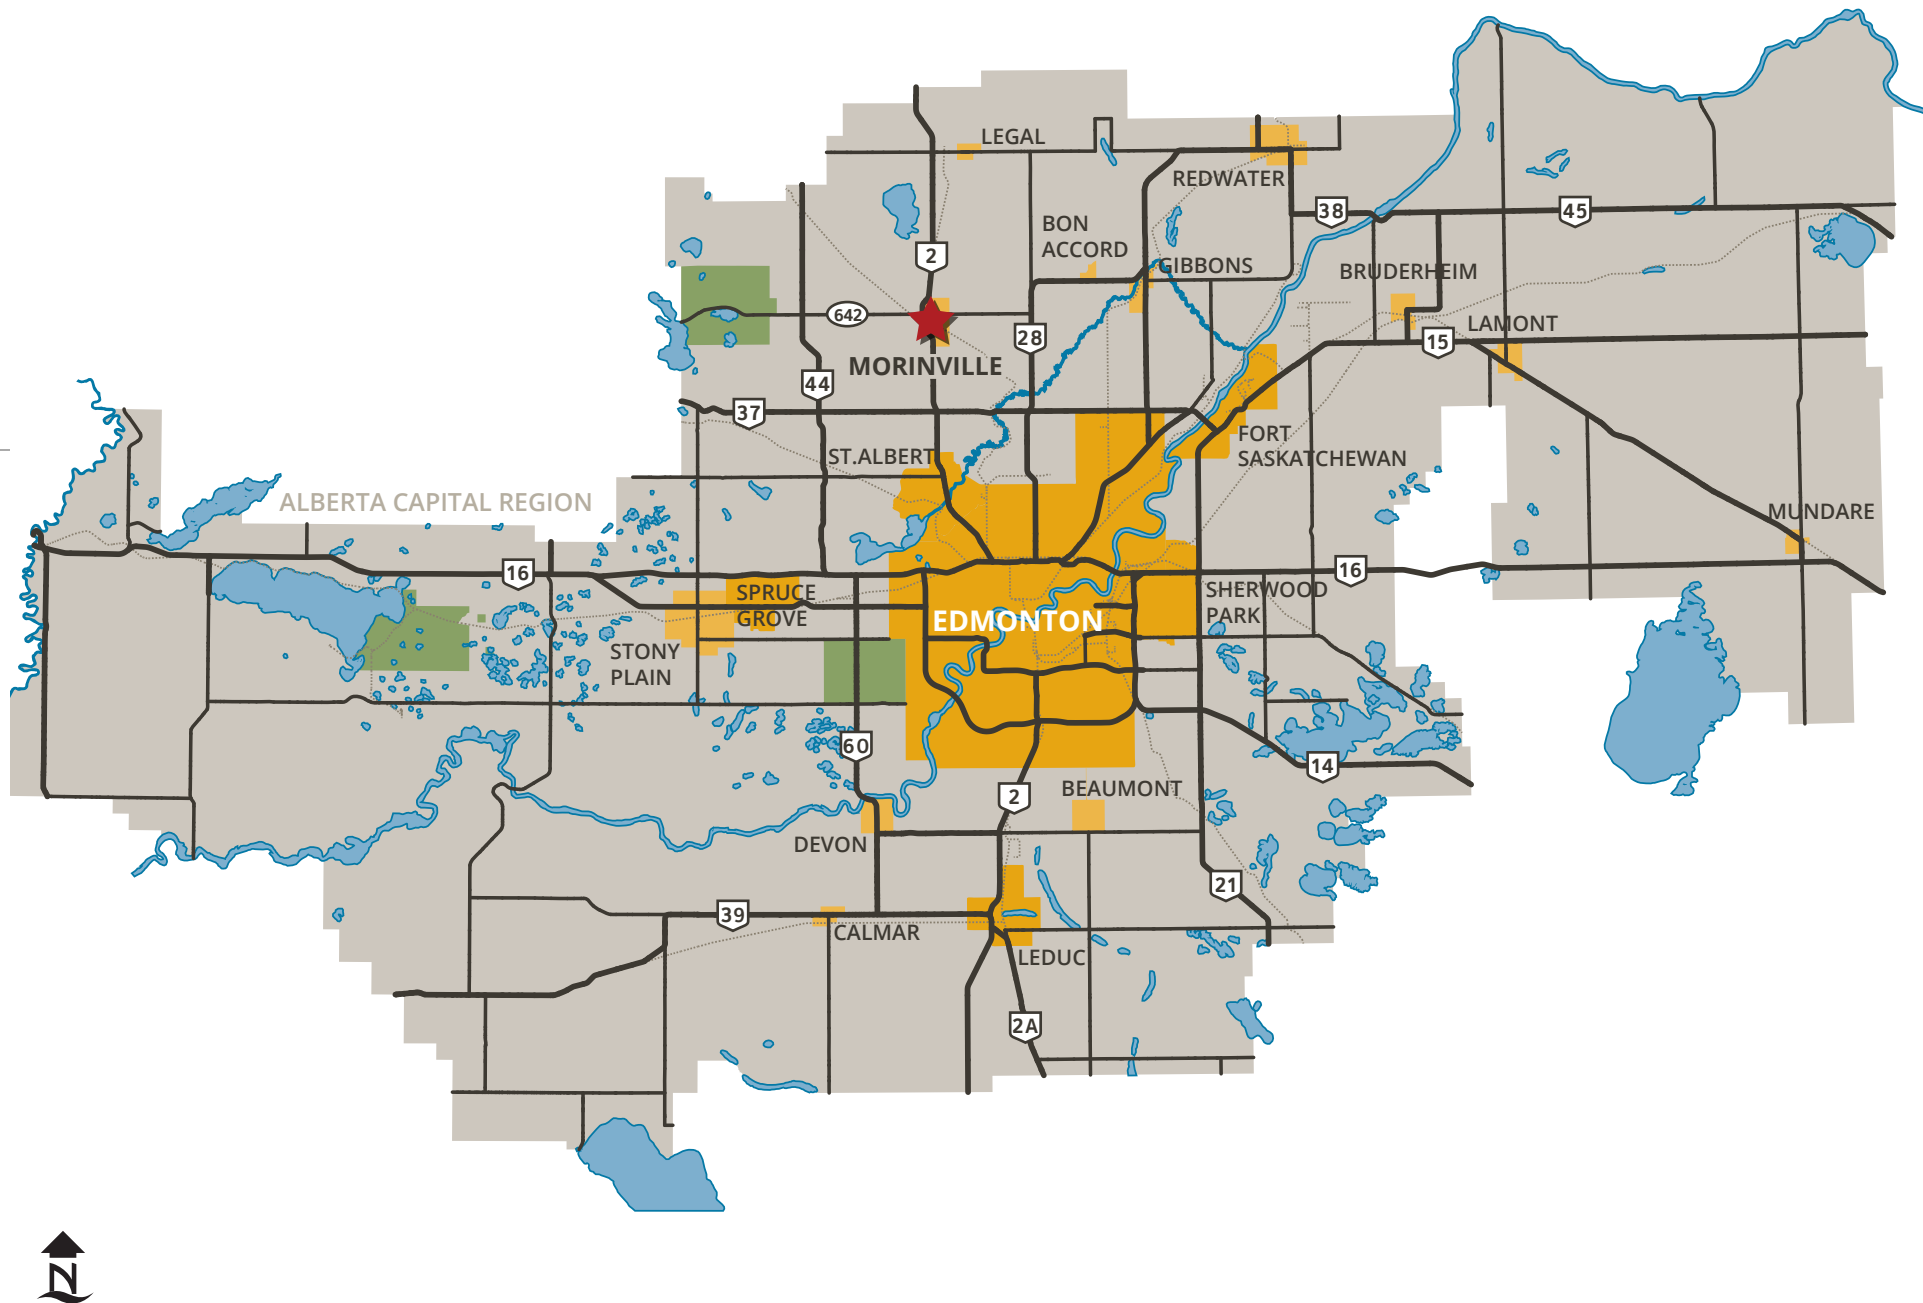 LEGAL
REDWATER
38
45
BON
ACCORD
2
GIBBONS
BRUDERHEIM
642
28
LAMONT
15
MORINVILLE
44
37
FORT
SASKATCHEWAN
ST.ALBERT
ALBERTA CAPITAL REGION
MUNDARE
16
16
SPRUCE
GROVE
SHERWOOD
PARK
EDMONTON
STONY
PLAIN
60
14
2
BEAUMONT
DEVON
21
39
CALMAR
LEDUC
2A
N